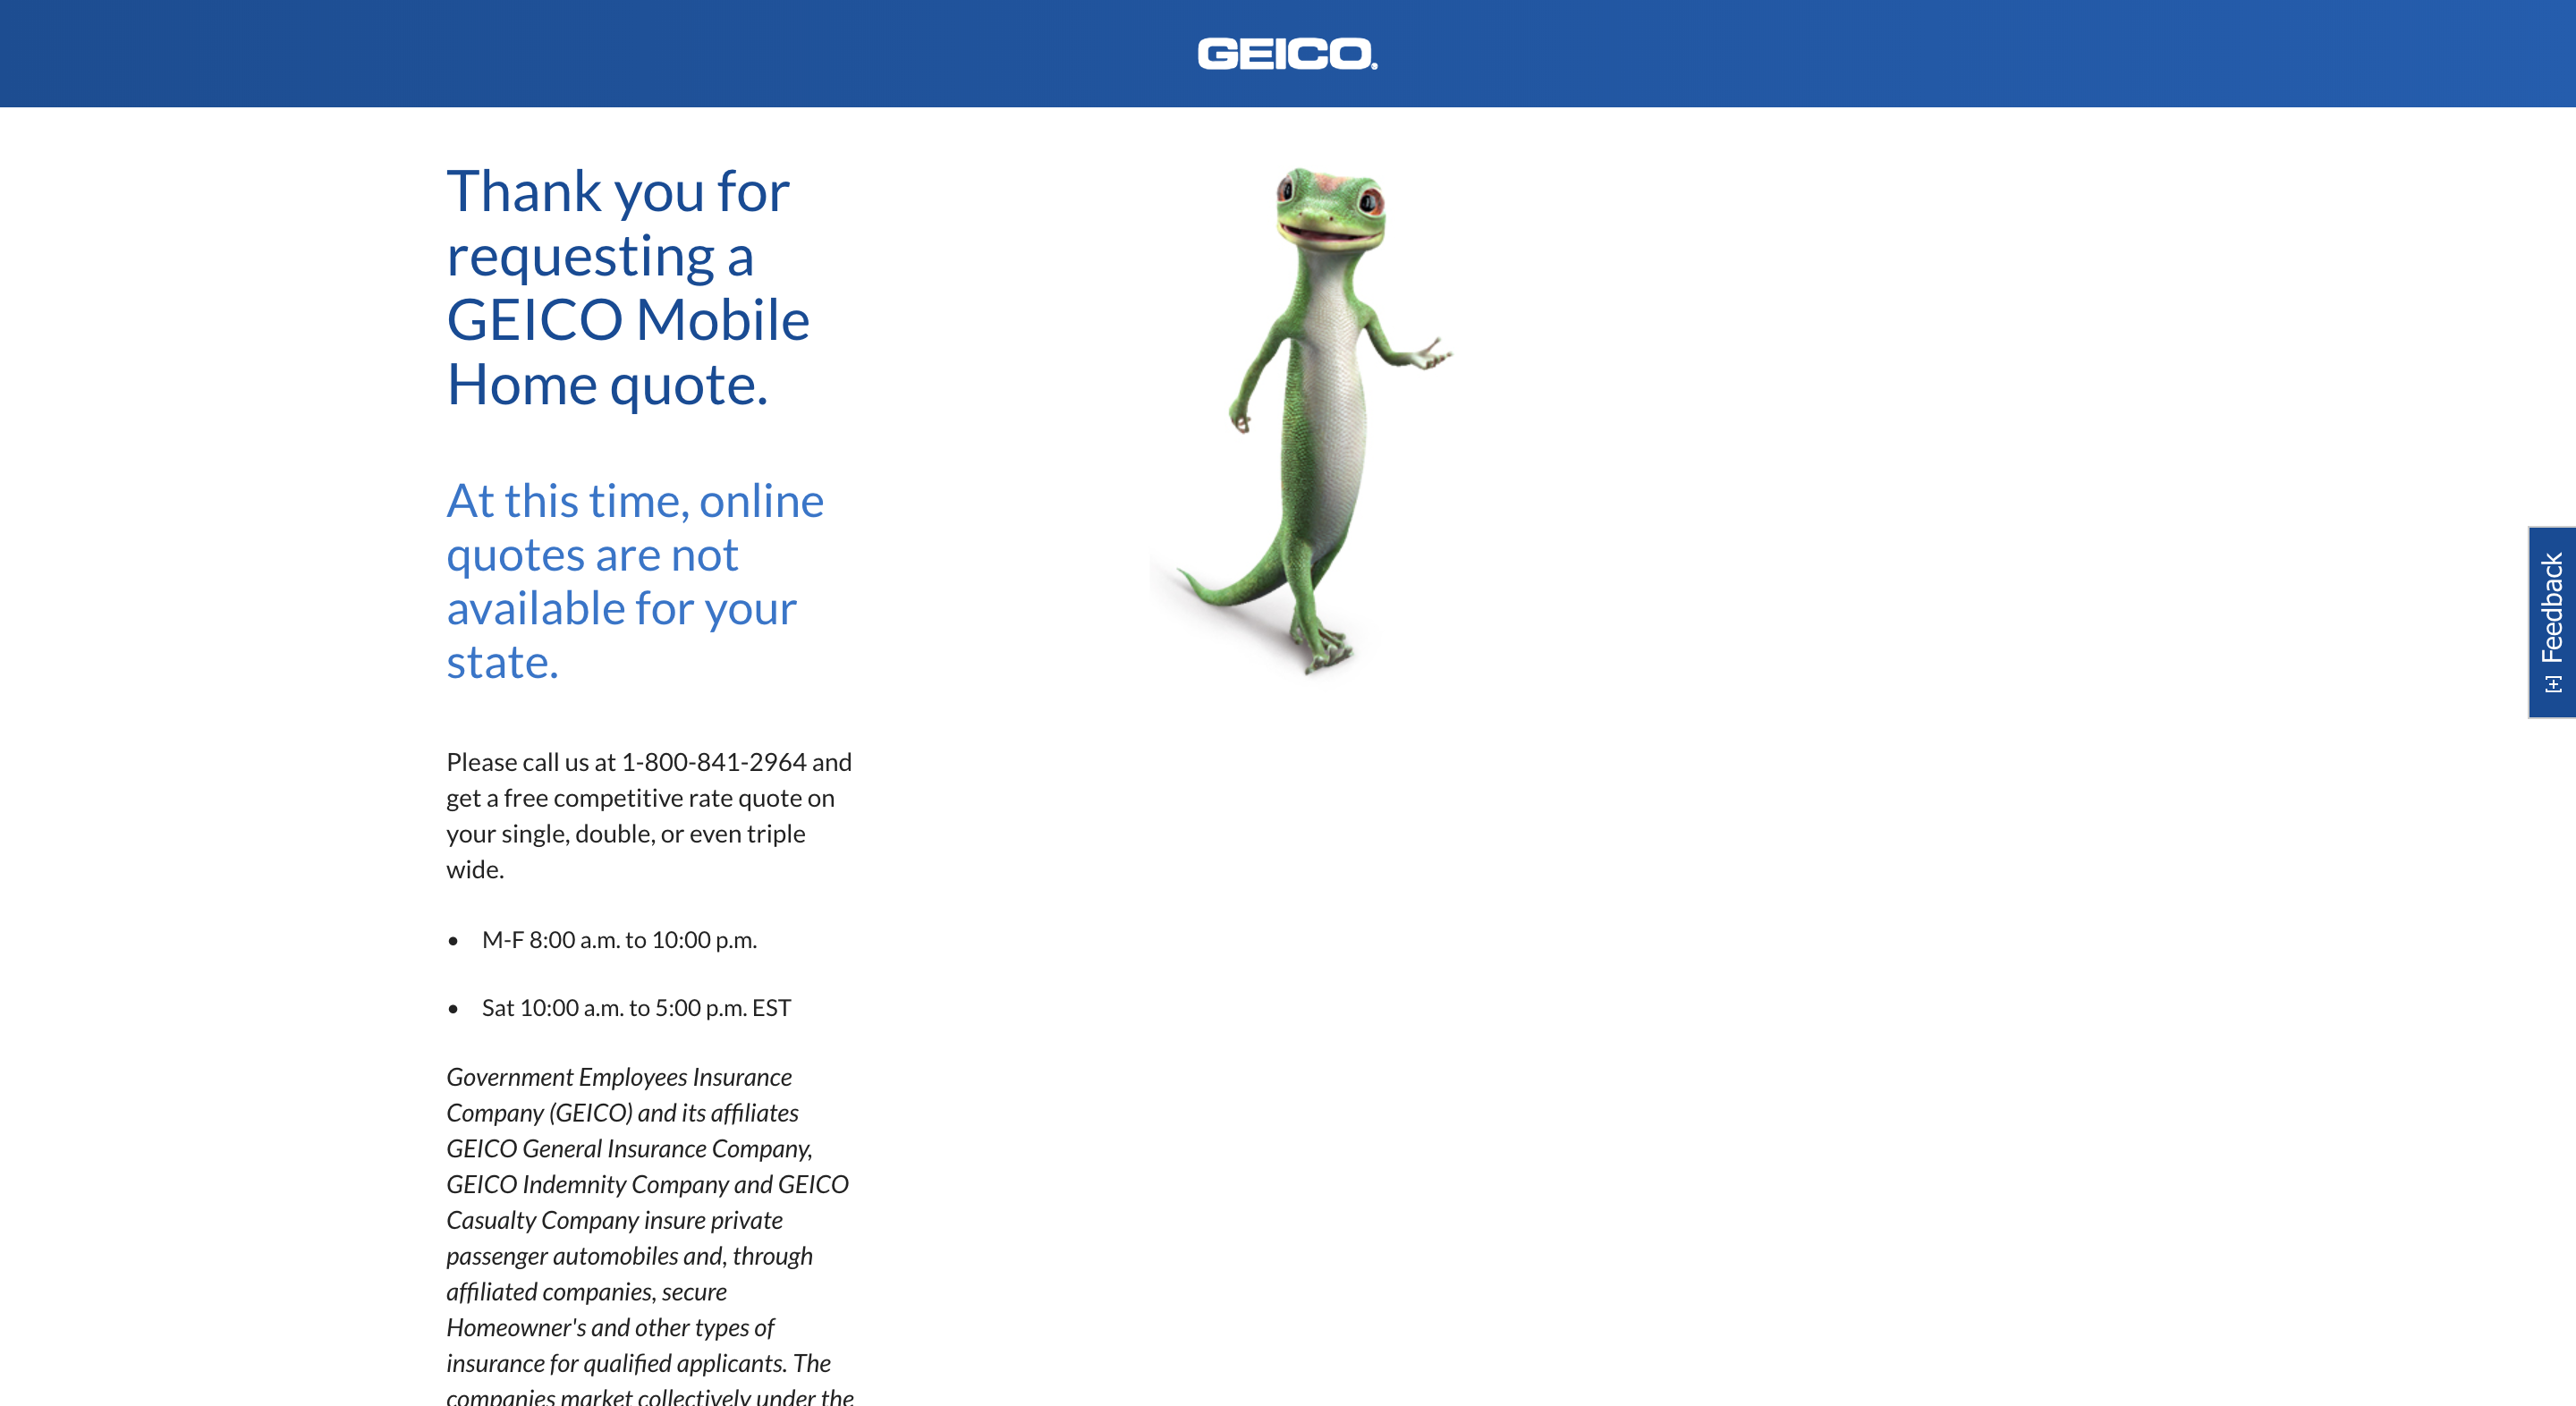 GEICO.
Thank you for
requesting a
GEICO Mobile
Home quote.
At this time, online
quotes are not
available for your
state.
Please call us at 1-800-841-2964 and
get a free competitive rate quote on
your single, double, or even triple
wide.
• M-F 8:00 a.m. to 10:00 p.m.
• Sat 10:00 a.m. to 5:00 p.m. EST
Government Employees Insurance
Company (GEICO) and its affiliates
GEICO General Insurance Company,
GEICO Indemnity Company and GEICO
Casualty Company insure private
passenger automobiles and, through
affiliated companies, secure
Homeowner's and other types of
insurance for qualified applicants. The
companies market collectively under the
[+] Feedback